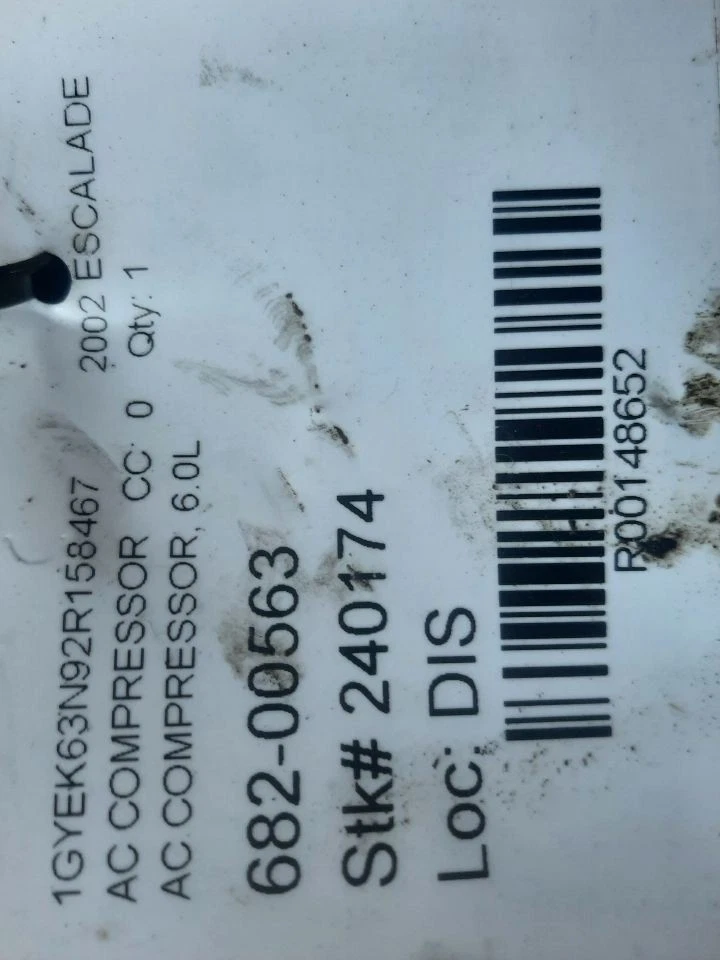 1GYEK63N92R158467 2002 ESCALADE
AC COMPRESSOR CC: 0 Qty: 1
AC COMPRESSOR, 6.0L
682-00563
Stk# 240174
Loc: DIS
R00148652